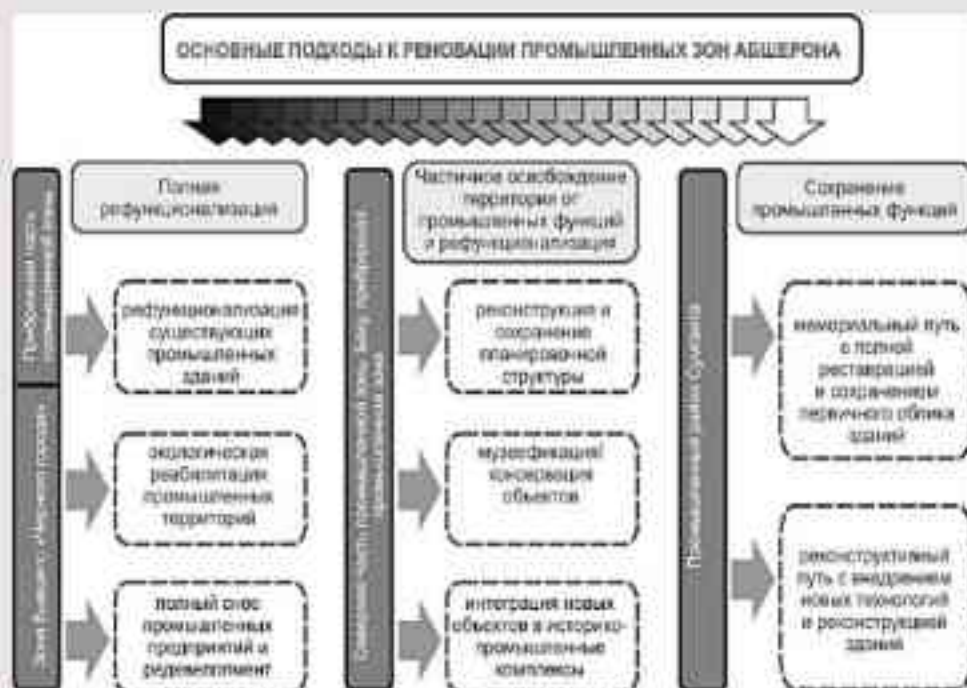 ОСНОВНЫЕ ПОДХОДЫ К РЕНОВАЦИИ ПРОМЫШЛЕННЫХ ЗОН АБШЕРОНА
Полная
рефункционализация
рефункционализация
существующих
промышленных
зданий
экологическая
реабилитация
промышленных
территорий
полный снос
промышленных
предприятий и
редевелопмент
Частичное освобождение
территории от
промышленных функций
и рефункционализация
реконструкция и
сохранение
планировочной
структуры
музеефикация/
консервация
объектов
интеграция новых
объектов в историко-
промышленные
комплексы
Сохранение
промышленных функций
мемориальный путь
с полной
реставрацией
и сохранением
первичного облика
зданий
реконструктивный
путь с внедрением
новых технологий
и реконструкцией
зданий